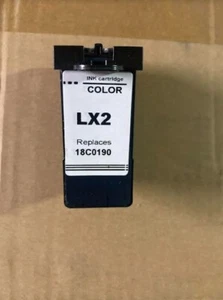 INK cartridge
COLOR
LX2
Replaces
18C0190